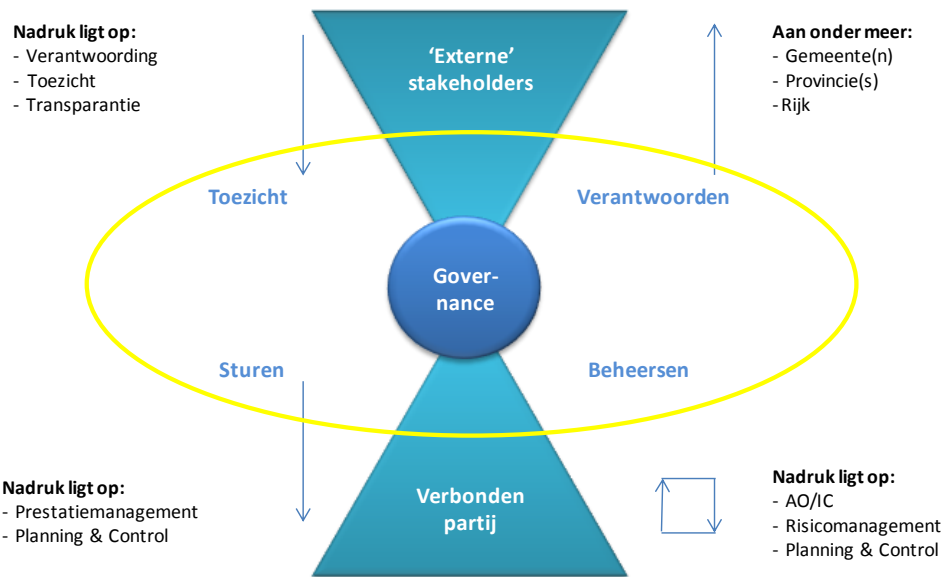 Nadruk ligt op:
- Verantwoording
- Toezicht
- Transparantie
'Externe'
stakeholders
Aan onder meer:
- Gemeente(n)
- Provincie(s)
- Rijk
Toezicht
Verantwoorden
Gover-
nance
Sturen
Beheersen
Nadruk ligt op:
- Prestatiemanagement
- Planning & Control
Verbonden
partij
Nadruk ligt op:
- AO/IC
- Risicomanagement
- Planning & Control